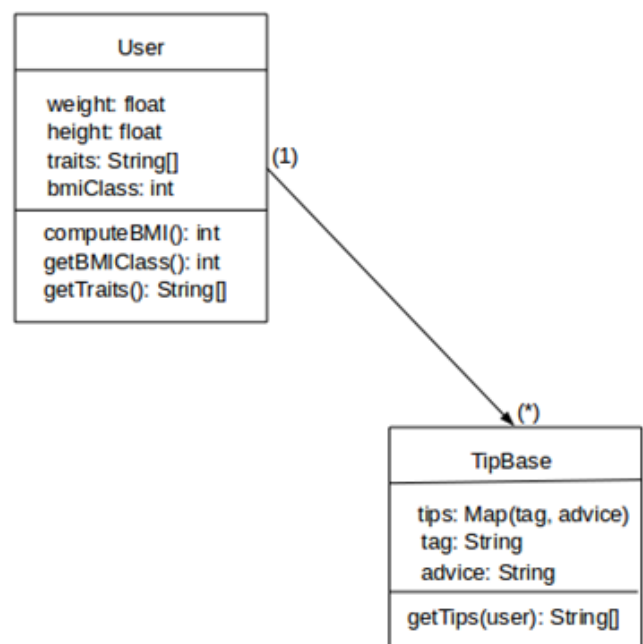 User
weight: float
height: float
traits: String[]
bmiClass: int
computeBMI(): int
getBMIClass(): int
getTraits(): String[]
(1)
(*)
TipBase
tips: Map(tag, advice)
tag: String
advice: String
getTips(user): String[]